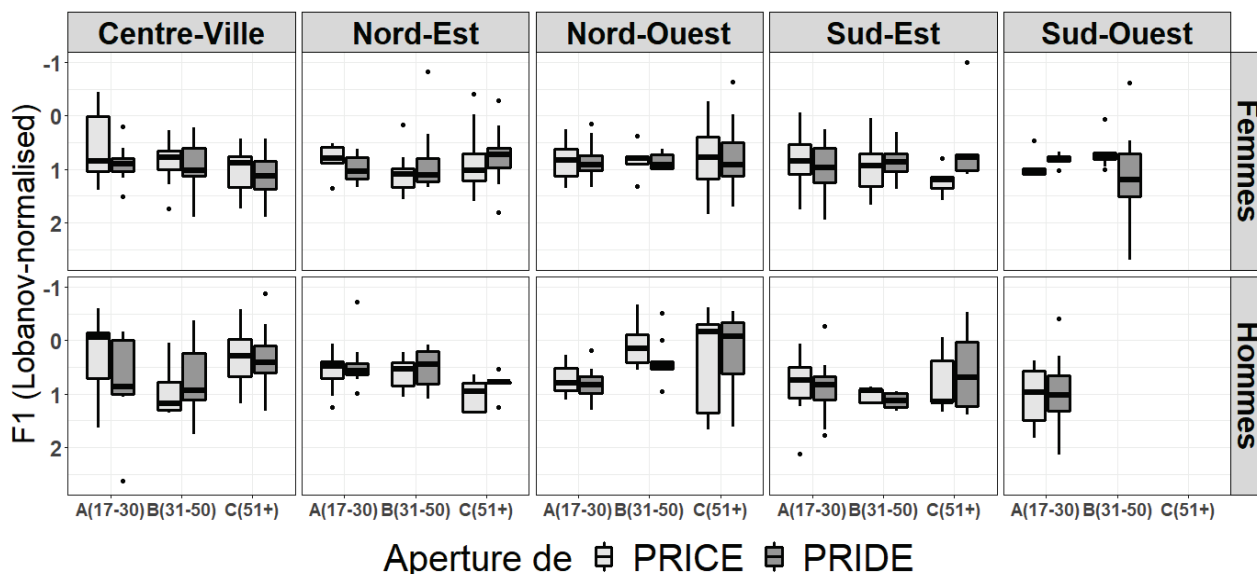 Centre-Ville Nord-Est Nord-Ouest Sud-Est Sud-Ouest
F1 (Lobanov-normalised)
-1
0
1
2
Femmes
-1
0
1
2
Hommes
A(17-30) B(31-50) C(51+) A(17-30) B(31-50) C(51+) A(17-30) B(31-50) C(51+) A(17-30) B(31-50) C(51+) A(17-30) B(31-50) C(51+)
Aperture de PRICE PRIDE